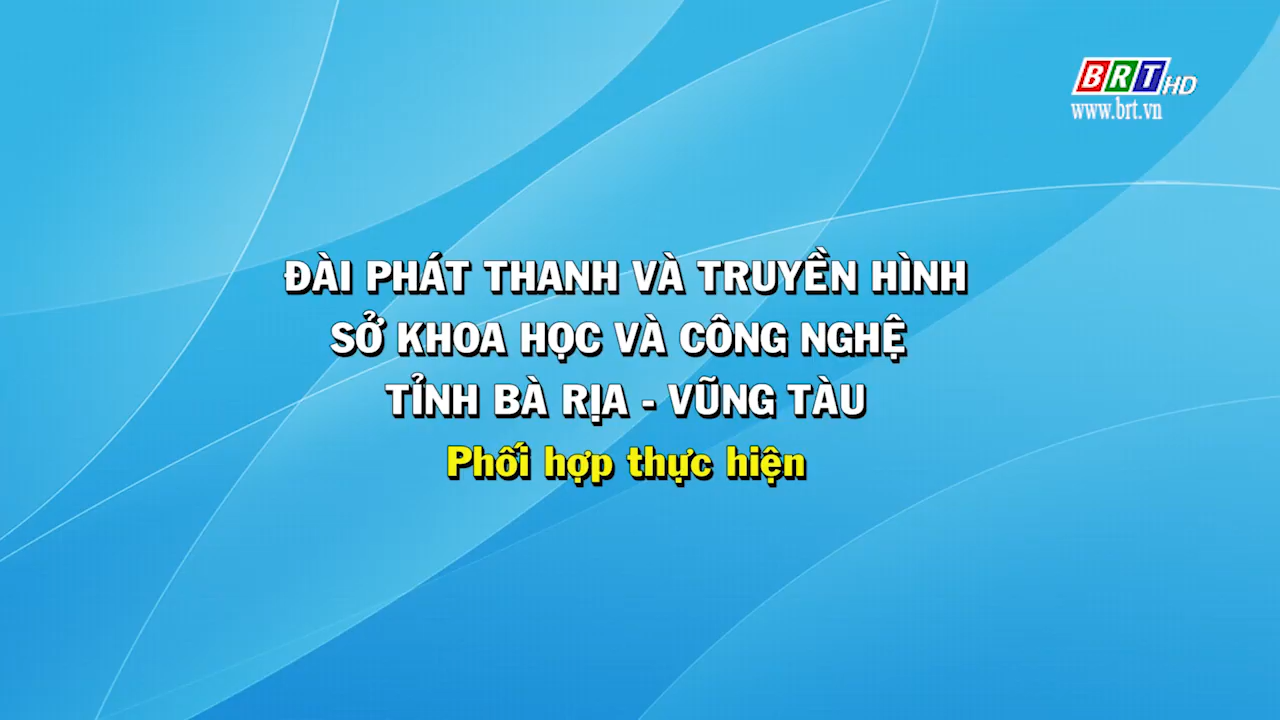 BRT HD
www.brt.vn
ĐÀI PHÁT THANH VÀ TRUYỀN HÌNH
SỞ KHOA HỌC VÀ CÔNG NGHỆ
TỈNH BÀ RỊA - VŨNG TÀU
Phối hợp thực hiện